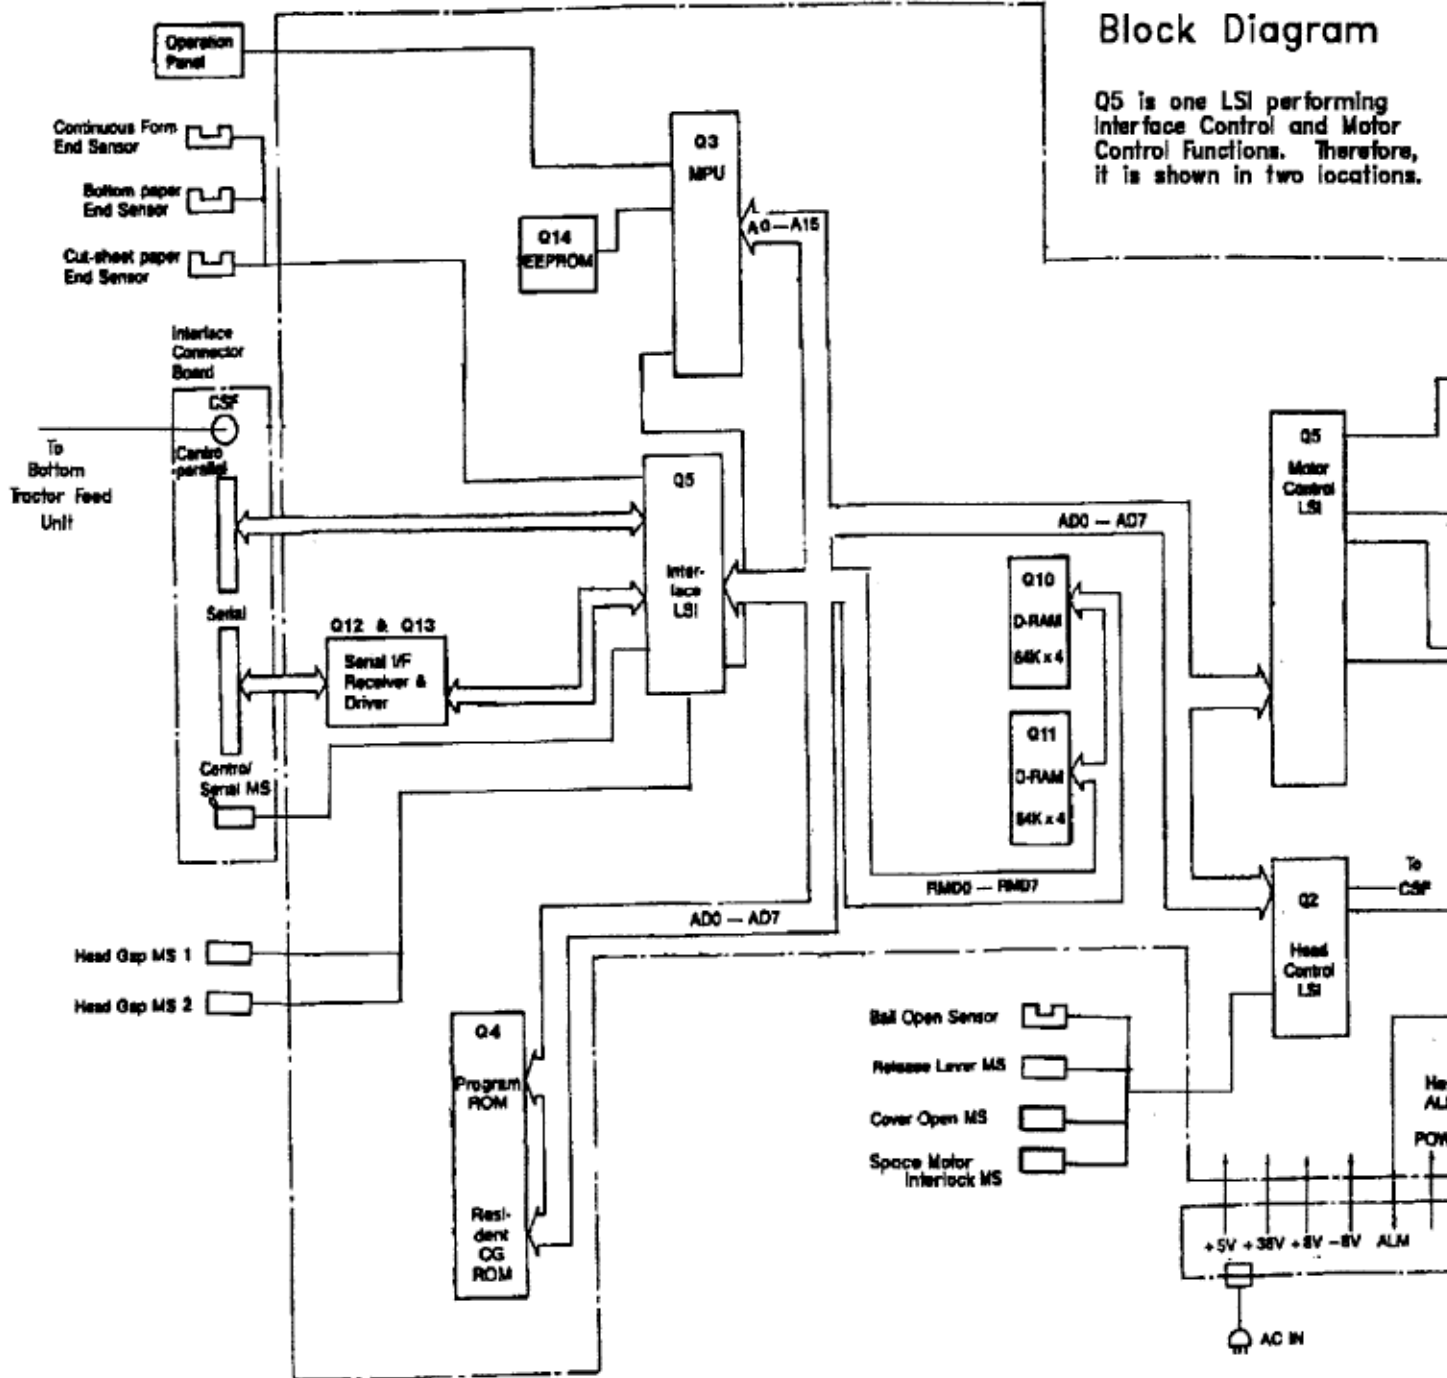 Block Diagram
Q5 is one LSI performing
Interface Control and Motor
Control Functions. Therefore,
it is shown in two locations.
Operation
Panel
Continuous Form
End Sensor
Bottom paper
End Sensor
Cut-sheet paper
End Sensor
Q3
MPU
A0—A15
Q14
EEPROM
Interface
Connector
Board
CSF
To
Bottom
Tractor Feed
Unit
Centro
parallel
Q5
Inter-
face
LSI
Serial
Q12 & Q13
Serial I/F
Receiver &
Driver
Centro/
Serial MS
AD0 — AD7
Q10
D-RAM
64K x 4
Q11
D-RAM
64K x 4
RMD0 — RMD7
Q5
Motor
Control
LSI
To
CSF
Q2
Head
Control
LSI
AD0 — AD7
Head Gap MS 1
Head Gap MS 2
Q4
Program
ROM
Resi-
dent
CG
ROM
Bail Open Sensor
Release Lever MS
Cover Open MS
Space Motor
Interlock MS
He
AL
POW
+5V +38V +8V -8V ALM
AC IN